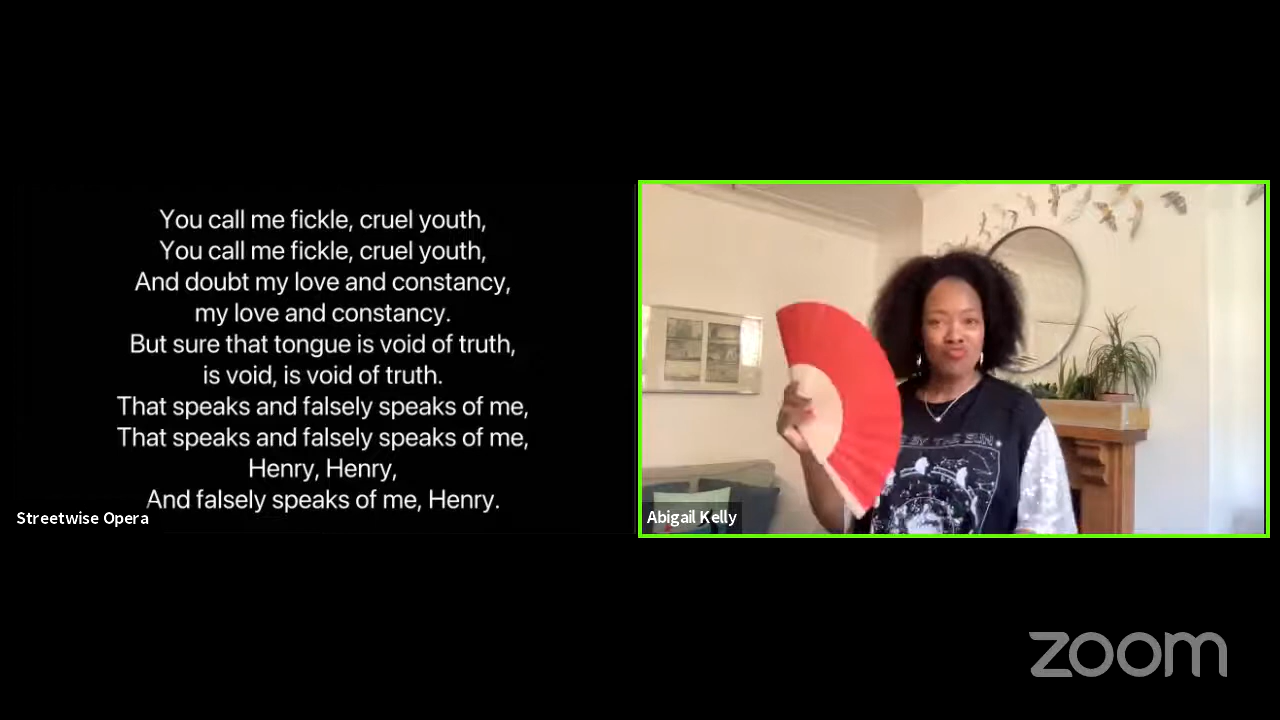 You call me fickle, cruel youth,
You call me fickle, cruel youth,
And doubt my love and constancy,
my love and constancy.
But sure that tongue is void of truth,
is void, is void of truth.
That speaks and falsely speaks of me,
That speaks and falsely speaks of me,
Henry, Henry,
And falsely speaks of me, Henry.
Streetwise Opera
BY THE SUN
Abigail Kelly
zoom